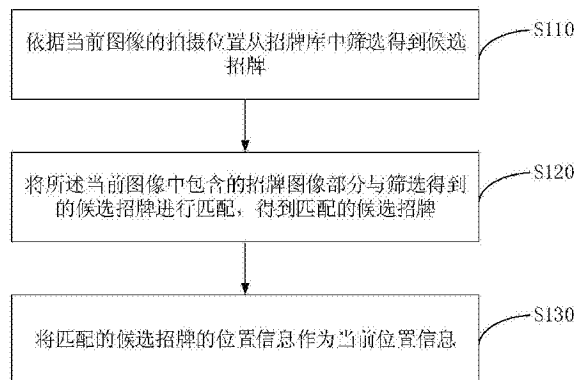 依据当前图像的拍摄位置从招牌库中筛选得到候选
招牌
S110
将所述当前图像中包含的招牌图像部分与筛选得到
的候选招牌进行匹配，得到匹配的候选招牌
S120
将匹配的候选招牌的位置信息作为当前位置信息
S130